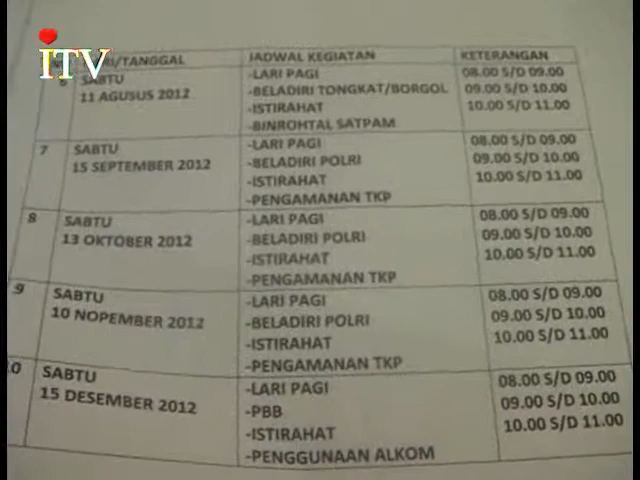 iTV
/TANGGAL JADWAL KEGIATAN KETERANGAN
SABTU -LARI PAGI 08.00 S/D 09.00
11 AGUSUS 2012 -BELADIRI TONGKAT/BORGOL 09.00 S/D 10.00
-ISTIRAHAT 10.00 S/D 11.00
-BINROHTAL SATPAM
7 SABTU -LARI PAGI 08.00 S/D 09.00
15 SEPTEMBER 2012 -BELADIRI POLRI 09.00 S/D 10.00
-ISTIRAHAT 10.00 S/D 11.00
-PENGAMANAN TKP
8 SABTU -LARI PAGI 08.00 S/D 09.00
13 OKTOBER 2012 -BELADIRI POLRI 09.00 S/D 10.00
-ISTIRAHAT 10.00 S/D 11.00
-PENGAMANAN TKP
9 SABTU -LARI PAGI 08.00 S/D 09.00
10 NOPEMBER 2012 -BELADIRI POLRI 09.00 S/D 10.00
-ISTIRAHAT 10.00 S/D 11.00
-PENGAMANAN TKP
10 SABTU -LARI PAGI 08.00 S/D 09.00
15 DESEMBER 2012 -PBB 09.00 S/D 10.00
-ISTIRAHAT 10.00 S/D 11.00
-PENGGUNAAN ALKOM